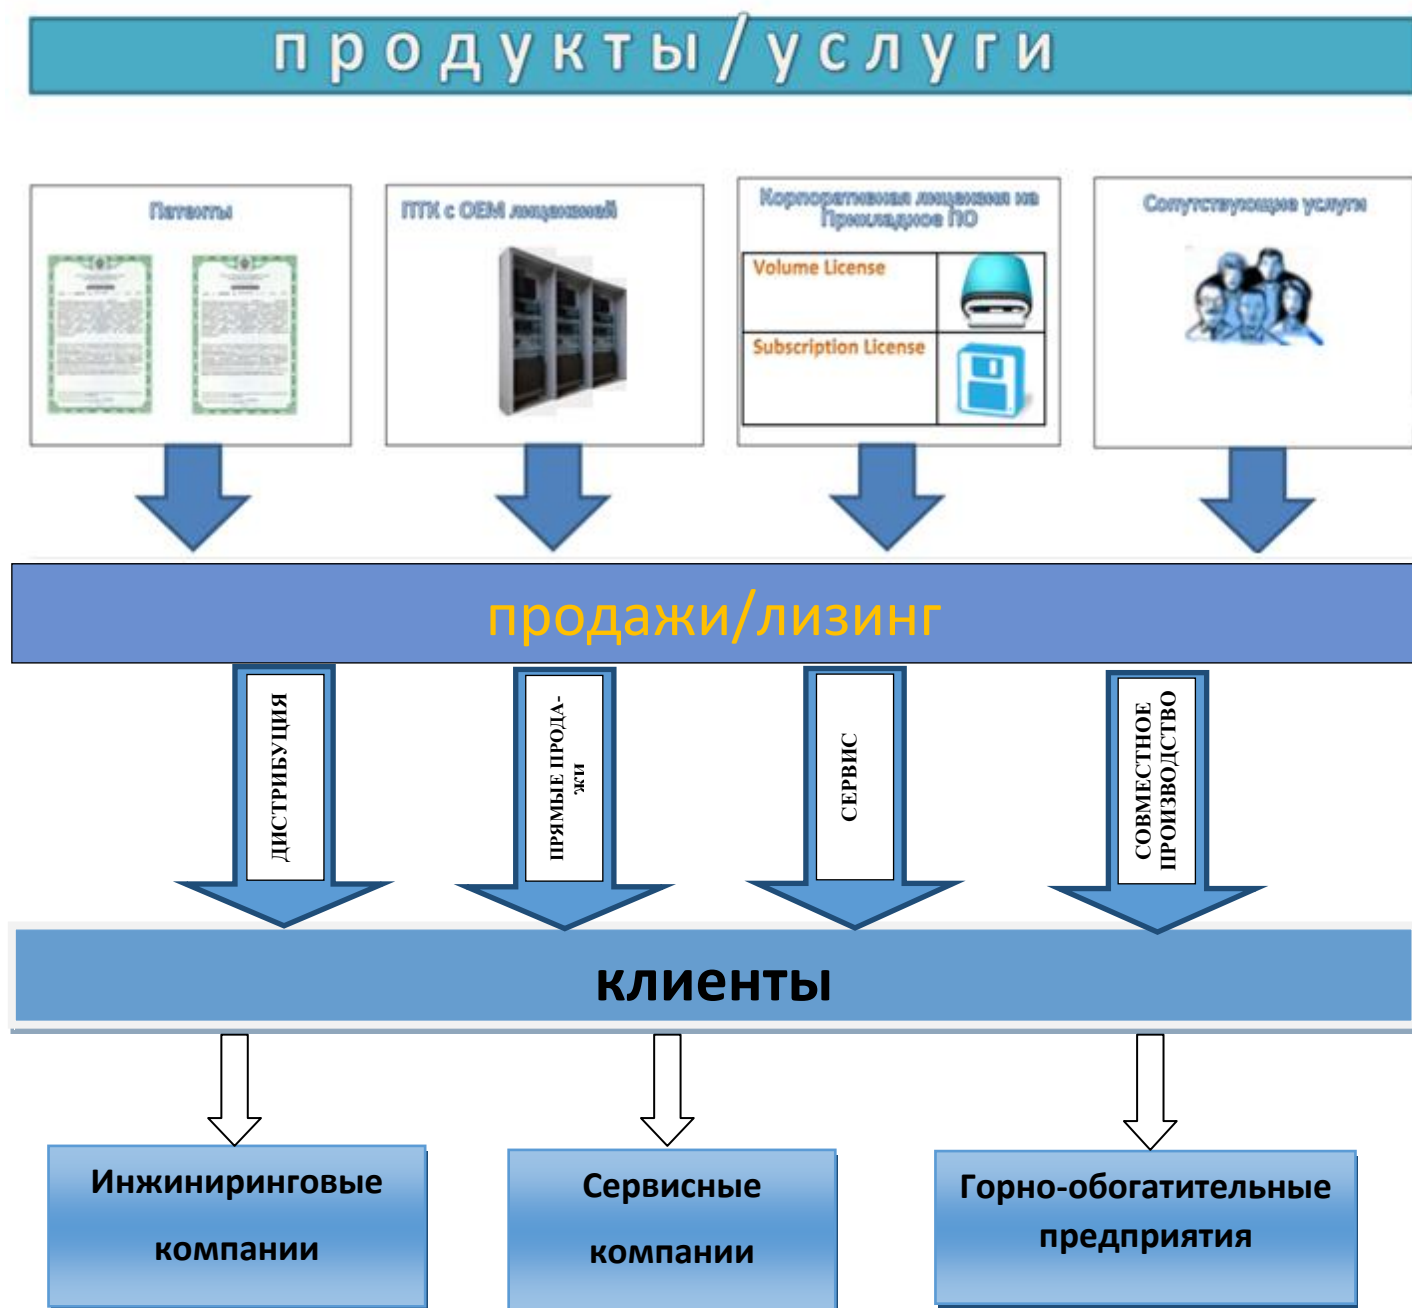 продукты/услуги
Патенты
ПТК с OEM лицензией
Корпоративная лицензия на
Прикладное ПО
Volume License
Subscription License
Сопутствующие услуги
продажи/лизинг
ДИСТРИБУЦИЯ
ПРЯМЫЕ ПРОДА-
ЖИ
СЕРВИС
СОВМЕСТНОЕ
ПРОИЗВОДСТВО
клиенты
Инжиниринговые
компании
Сервисные
компании
Горно-обогатительные
предприятия